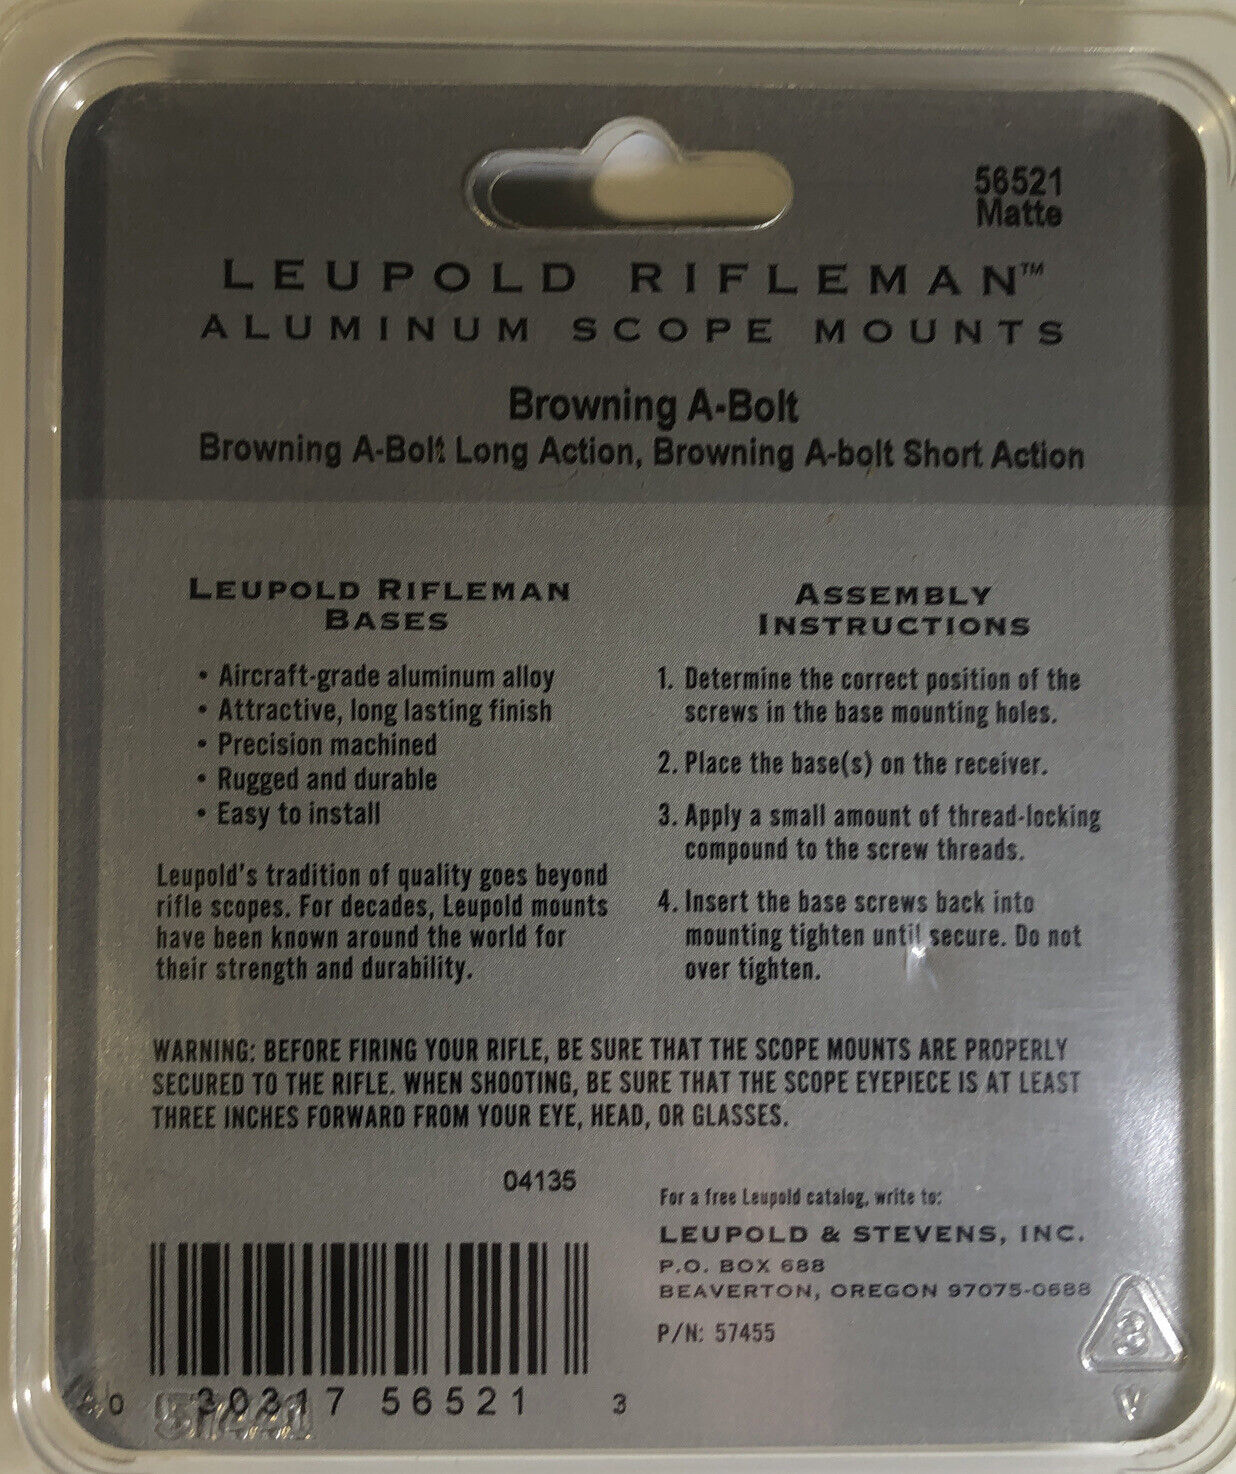 56521
Matte
LEUPOLD RIFLEMAN™
ALUMINUM SCOPE MOUNTS
Browning A-Bolt
Browning A-Bolt Long Action, Browning A-bolt Short Action
LEUPOLD RIFLEMAN
BASES
• Aircraft-grade aluminum alloy
• Attractive, long lasting finish
• Precision machined
• Rugged and durable
• Easy to install
Leupold's tradition of quality goes beyond
rifle scopes. For decades, Leupold mounts
have been known around the world for
their strength and durability.
ASSEMBLY
INSTRUCTIONS
1. Determine the correct position of the
screws in the base mounting holes.
2. Place the base(s) on the receiver.
3. Apply a small amount of thread-locking
compound to the screw threads.
4. Insert the base screws back into
mounting tighten until secure. Do not
over tighten.
WARNING: BEFORE FIRING YOUR RIFLE, BE SURE THAT THE SCOPE MOUNTS ARE PROPERLY
SECURED TO THE RIFLE. WHEN SHOOTING, BE SURE THAT THE SCOPE EYEPIECE IS AT LEAST
THREE INCHES FORWARD FROM YOUR EYE, HEAD, OR GLASSES.
04135
0 30317 56521 3
For a free Leupold catalog, write to:
LEUPOLD & STEVENS, INC.
P.O. BOX 688
BEAVERTON, OREGON 97075-0688
P/N: 57455
3
V